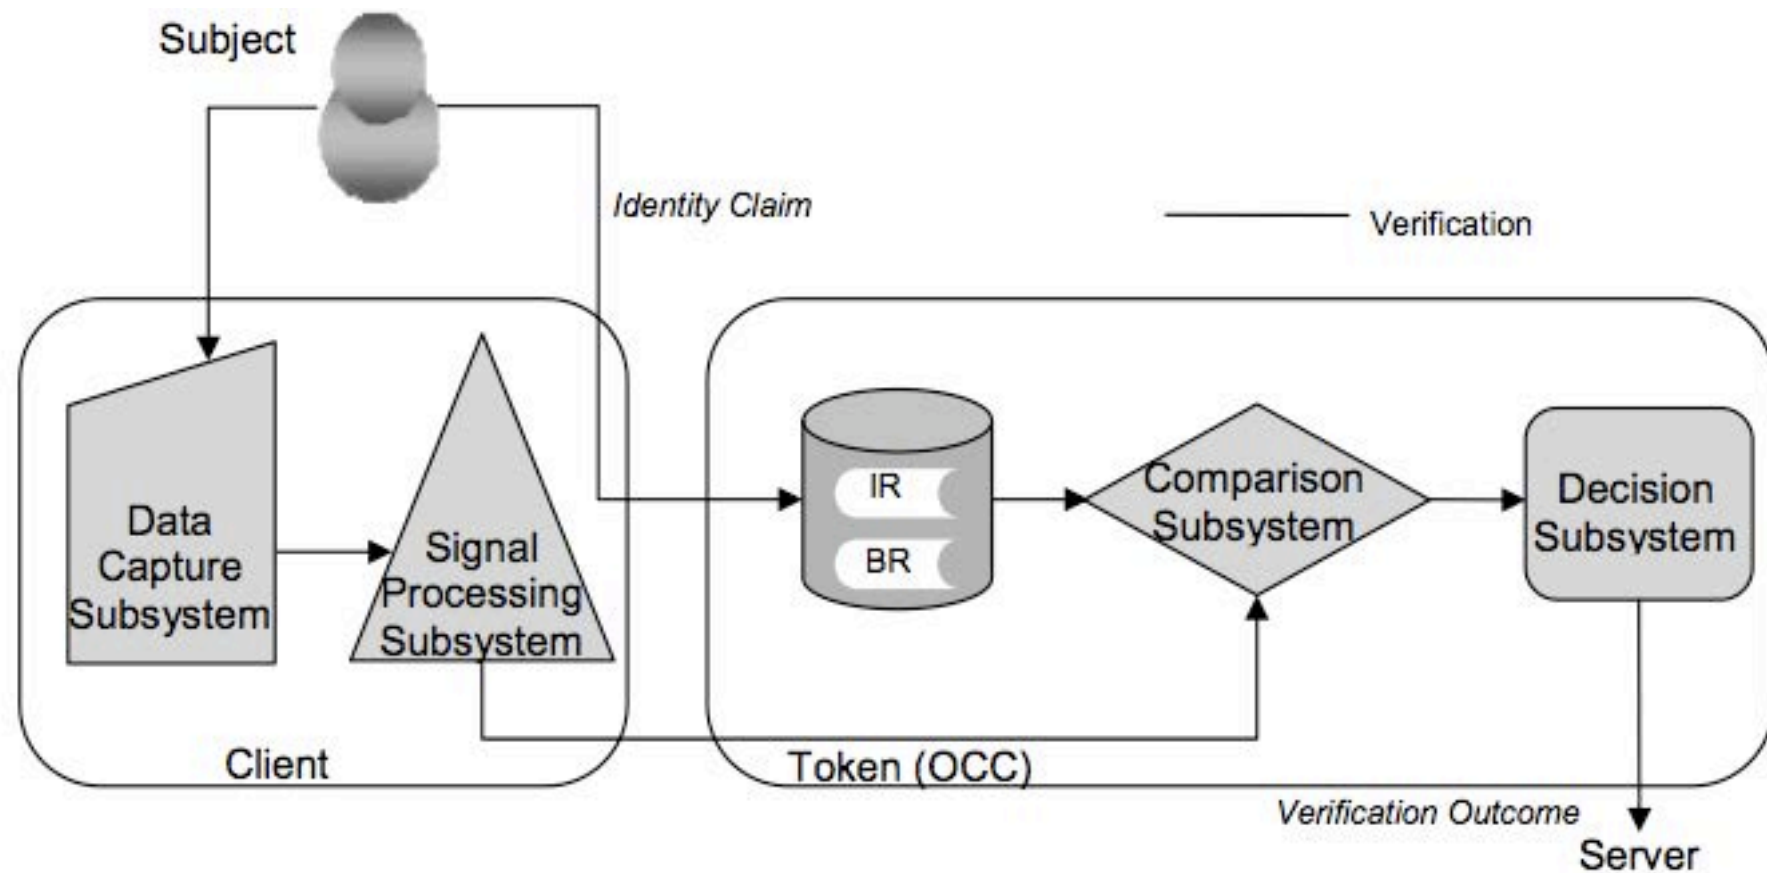 Subject
Identity Claim
Verification
Data
Capture
Subsystem
Signal
Processing
Subsystem
Client
IR
BR
Comparison
Subsystem
Decision
Subsystem
Token (OCC)
Verification Outcome
Server